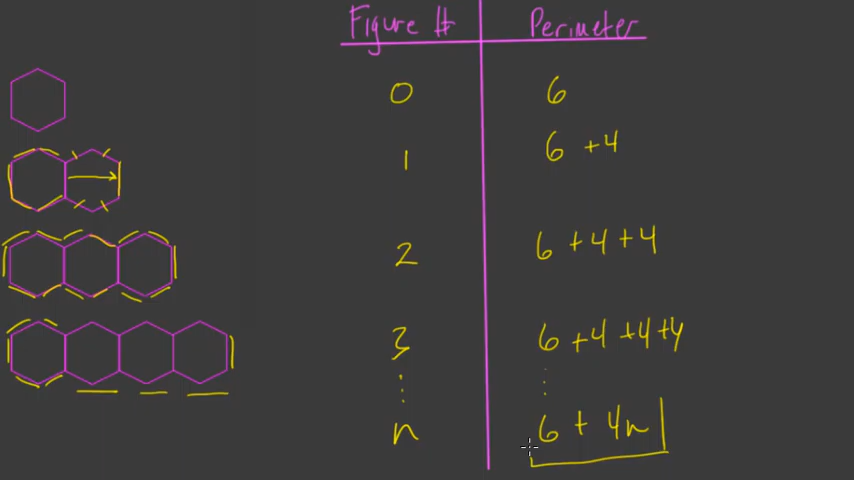 Figure # Perimeter
0 6
1 6 +4
2 6 +4 +4
3 6 +4 +4+4
⋮ ⋮
n 6 + 4n